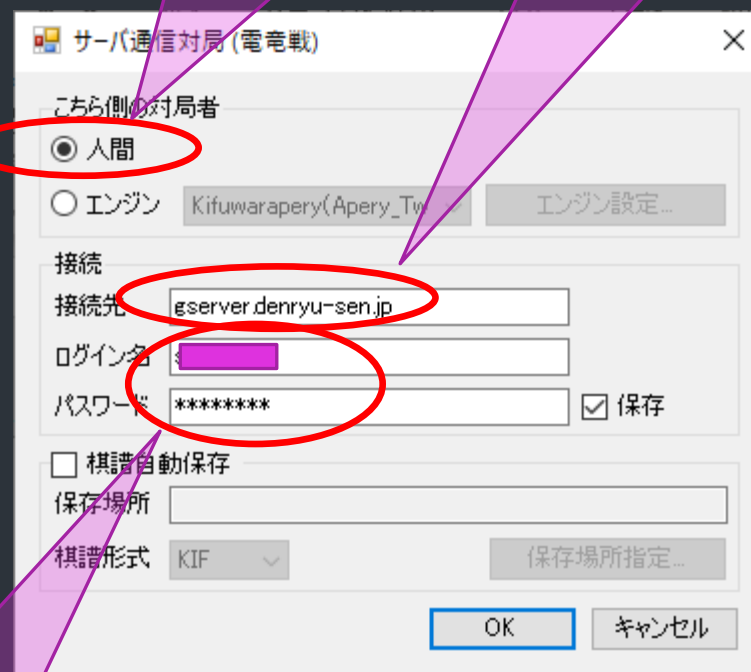 サーバ通信対局 (電竜戦)
こちら側の対局者
人間
エンジン Kifuwarapery(Apery_Tw エンジン設定...
接続
接続先 gserver.denryu-sen.jp
ログイン名 s
パスワード ******** 保存
棋譜自動保存
保存場所
棋譜形式 KIF 保存場所指定...
OK キャンセル